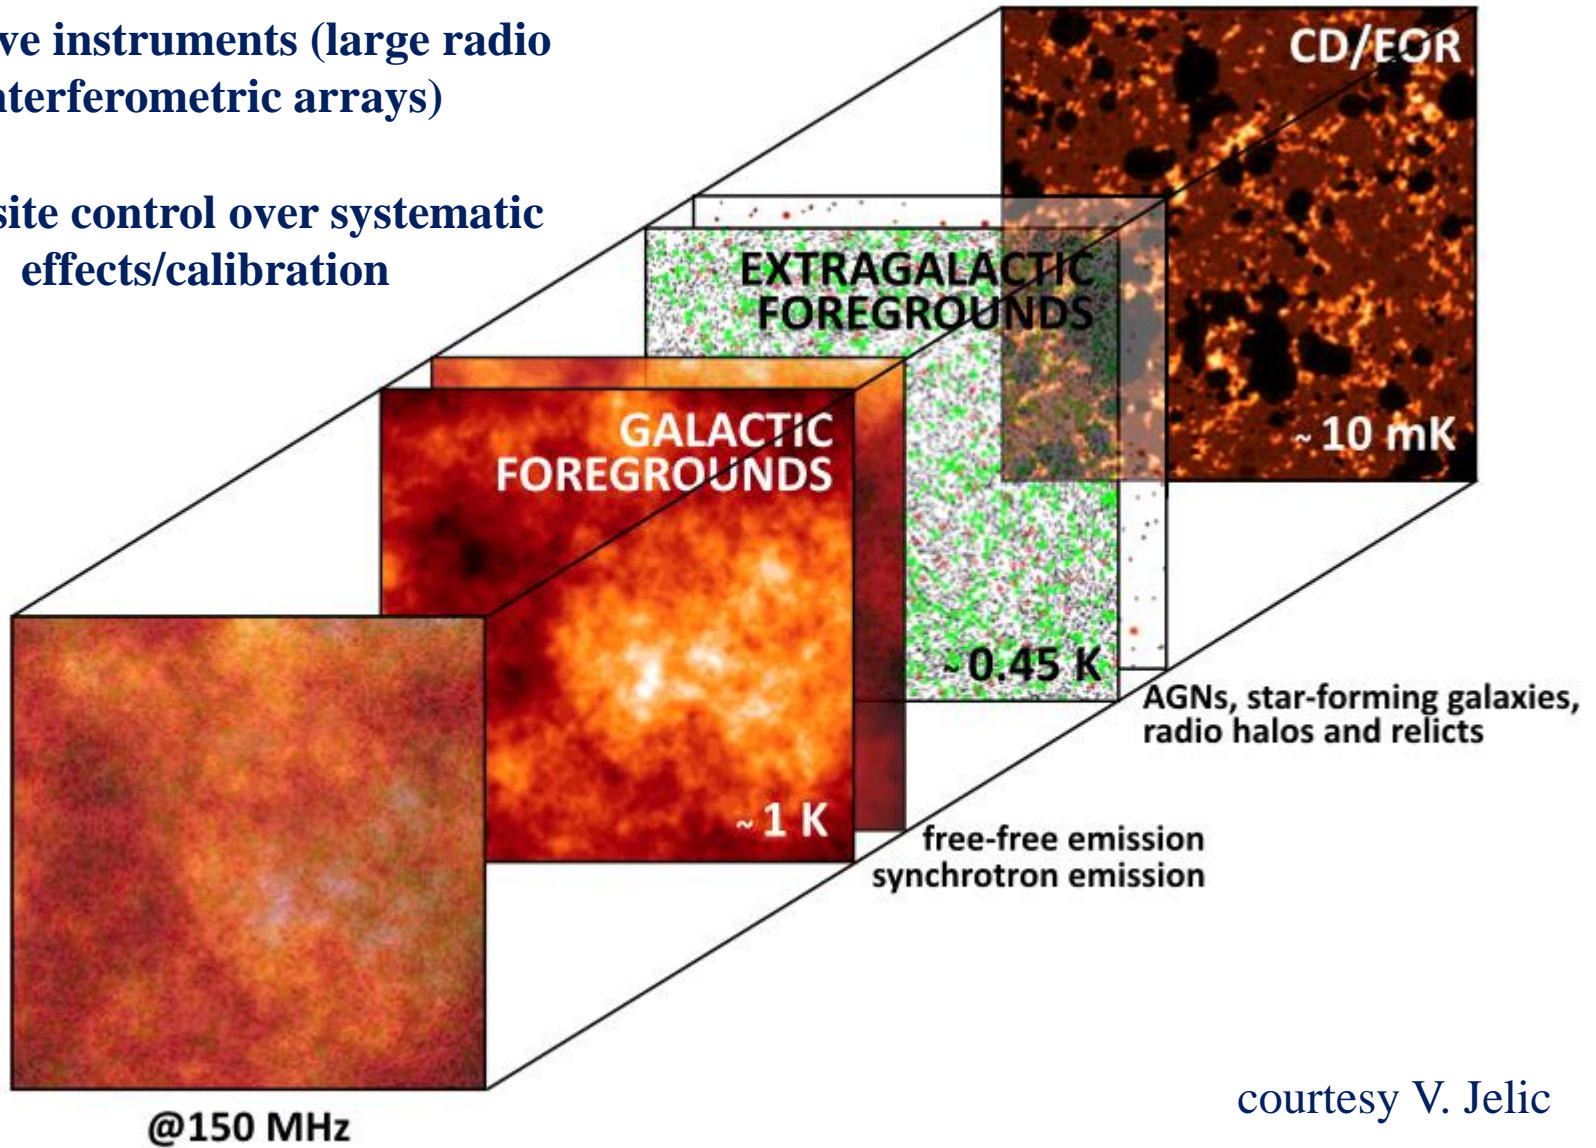 ve instruments (large radio
nterferometric arrays)
site control over systematic
effects/calibration
CD/EOR
~ 10 mK
EXTRAGALACTIC
FOREGROUNDS
~ 0.45 K
AGNs, star-forming galaxies,
radio halos and relicts
GALACTIC
FOREGROUNDS
~ 1 K
free-free emission
synchrotron emission
@150 MHz
courtesy V. Jelic